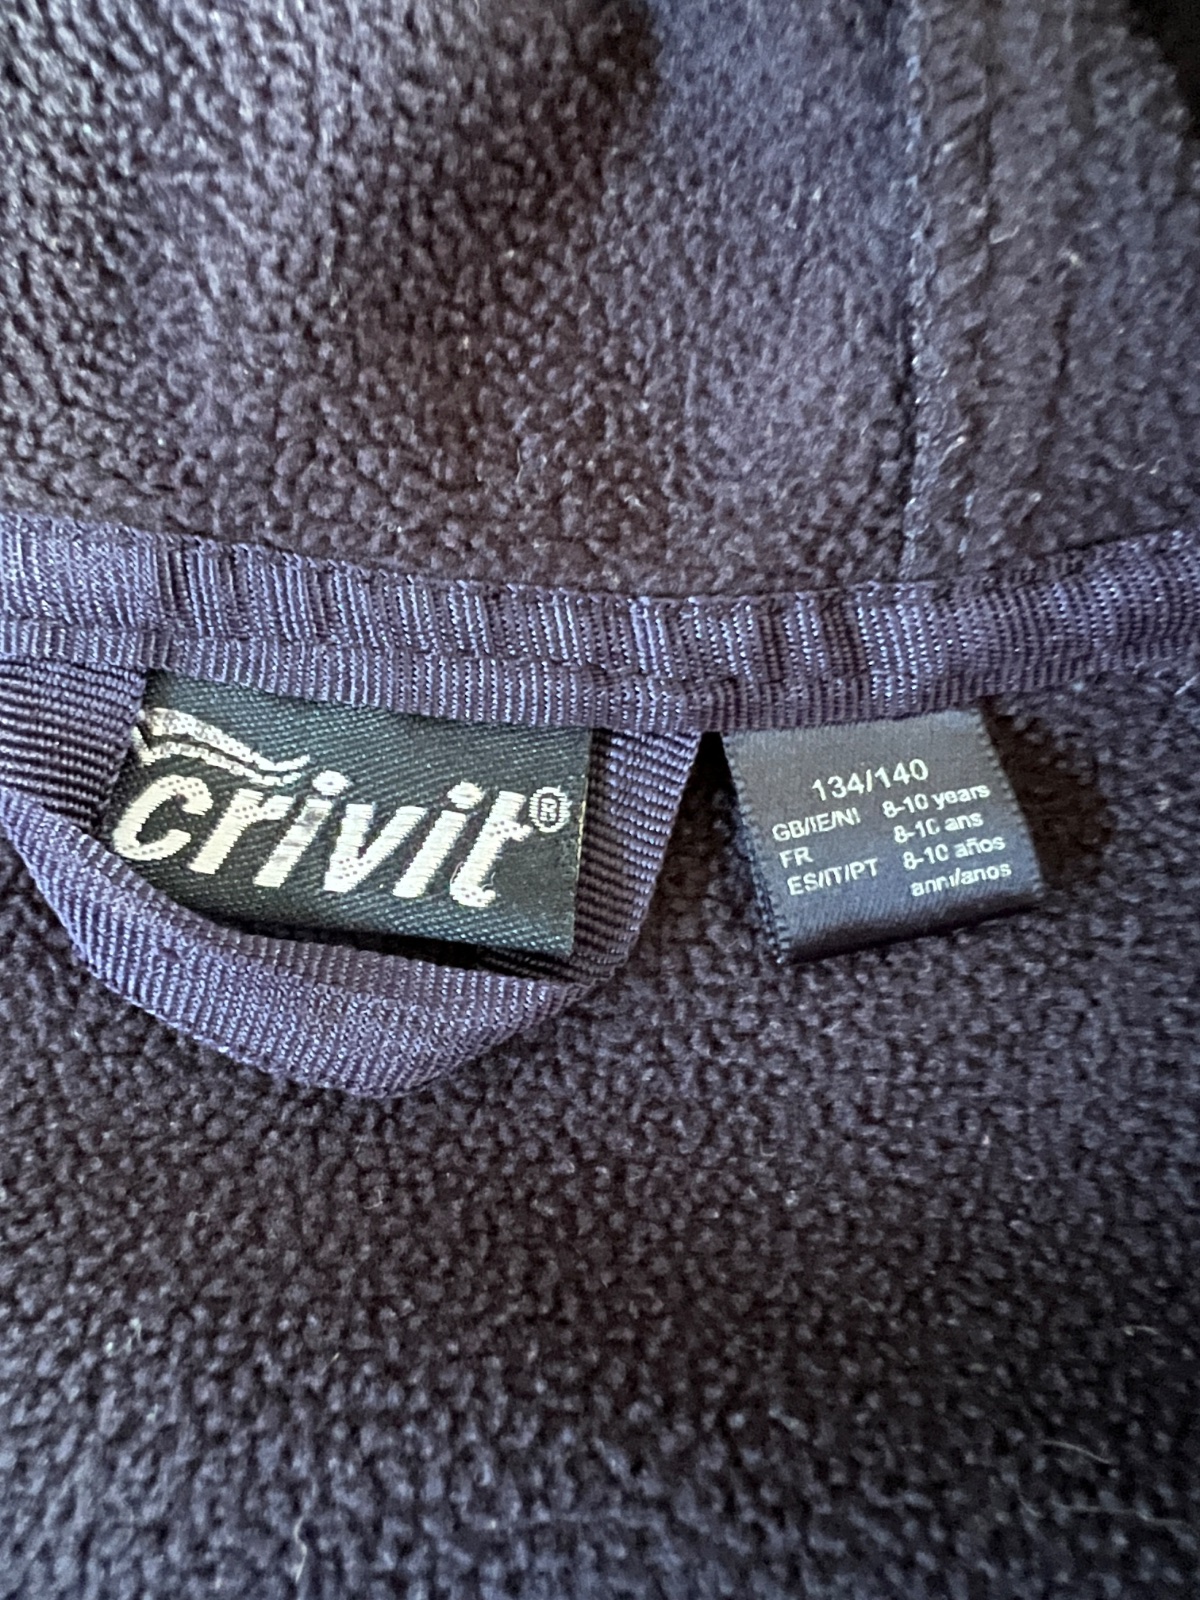 crivit®
134/140
GB/IE/NI 8-10 years
FR 8-10 ans
ES/IT/PT 8-10 años
anni/anos